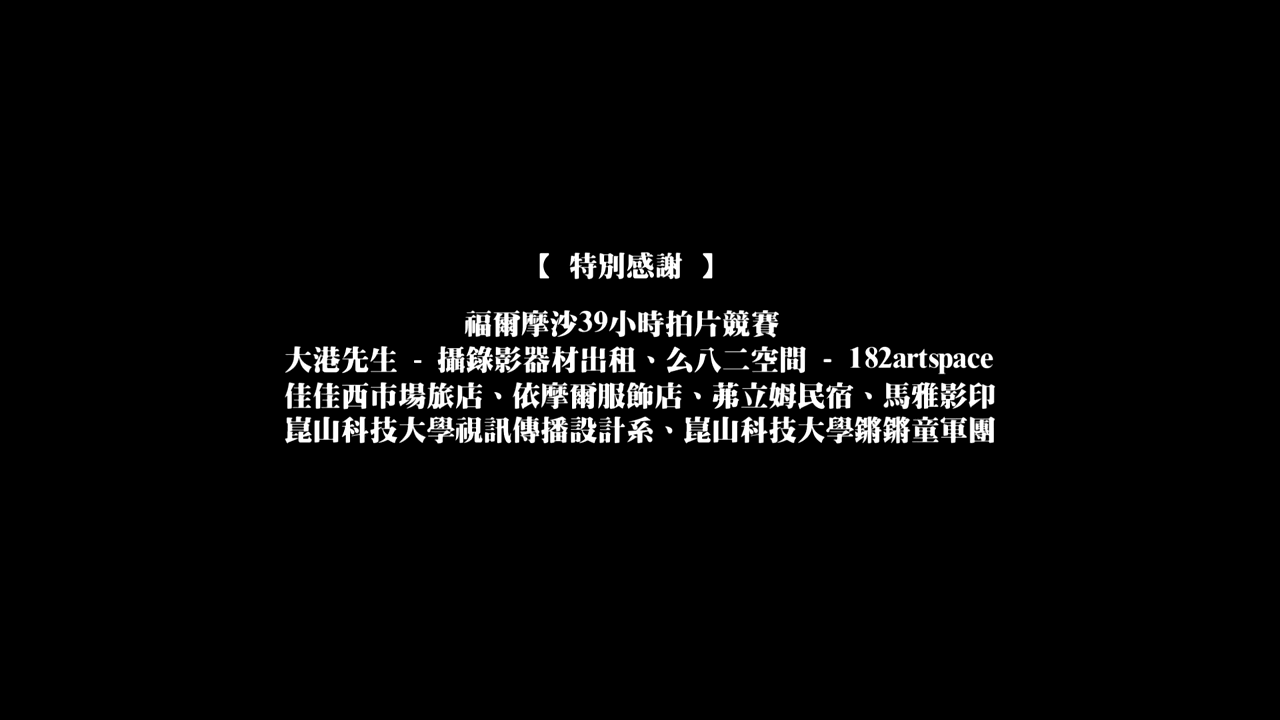 【 特別感謝 】
福爾摩沙39小時拍片競賽
大港先生 - 攝錄影器材出租、么八二空間 - 182artspace
佳佳西市場旅店、依摩爾服飾店、茀立姆民宿、馬雅影印
崑山科技大學視訊傳播設計系、崑山科技大學鏘鏘童軍團